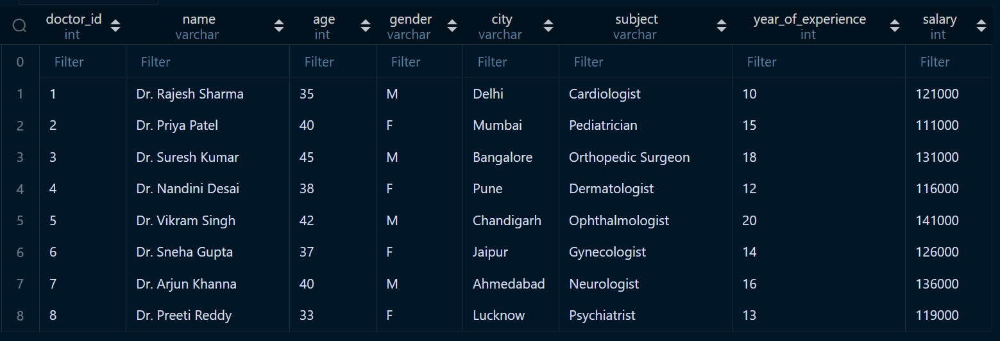 doctor_id name age gender city subject year_of_experience salary
int varchar int varchar varchar varchar int int
0 Filter Filter Filter Filter Filter Filter Filter Filter
1 1 Dr. Rajesh Sharma 35 M Delhi Cardiologist 10 121000
2 2 Dr. Priya Patel 40 F Mumbai Pediatrician 15 111000
3 3 Dr. Suresh Kumar 45 M Bangalore Orthopedic Surgeon 18 131000
4 4 Dr. Nandini Desai 38 F Pune Dermatologist 12 116000
5 5 Dr. Vikram Singh 42 M Chandigarh Ophthalmologist 20 141000
6 6 Dr. Sneha Gupta 37 F Jaipur Gynecologist 14 126000
7 7 Dr. Arjun Khanna 40 M Ahmedabad Neurologist 16 136000
8 8 Dr. Preeti Reddy 33 F Lucknow Psychiatrist 13 119000